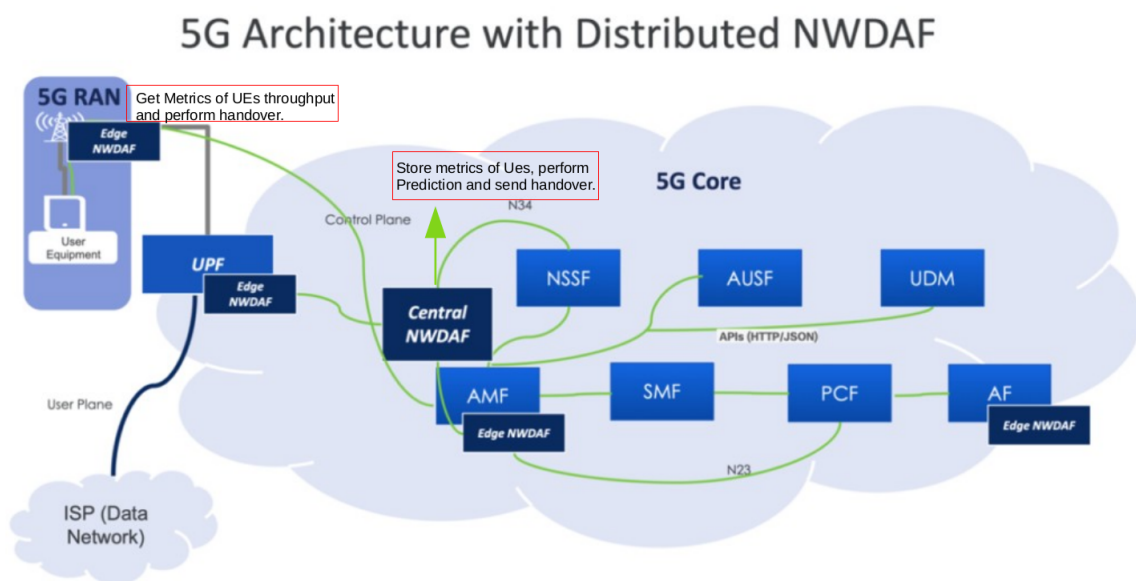 5G Architecture with Distributed NWDAF
5G RAN
Get Metrics of UEs throughput
and perform handover.
Edge
NWDAF
Store metrics of Ues, perform
Prediction and send handover.
5G Core
N34
Control Plane
User
Equipment
UPF
Edge
NWDAF
NSSF
AUSF
UDM
Central
NWDAF
APIs (HTTP/JSON)
AMF
SMF
PCF
AF
Edge NWDAF
Edge NWDAF
User Plane
N23
ISP (Data
Network)